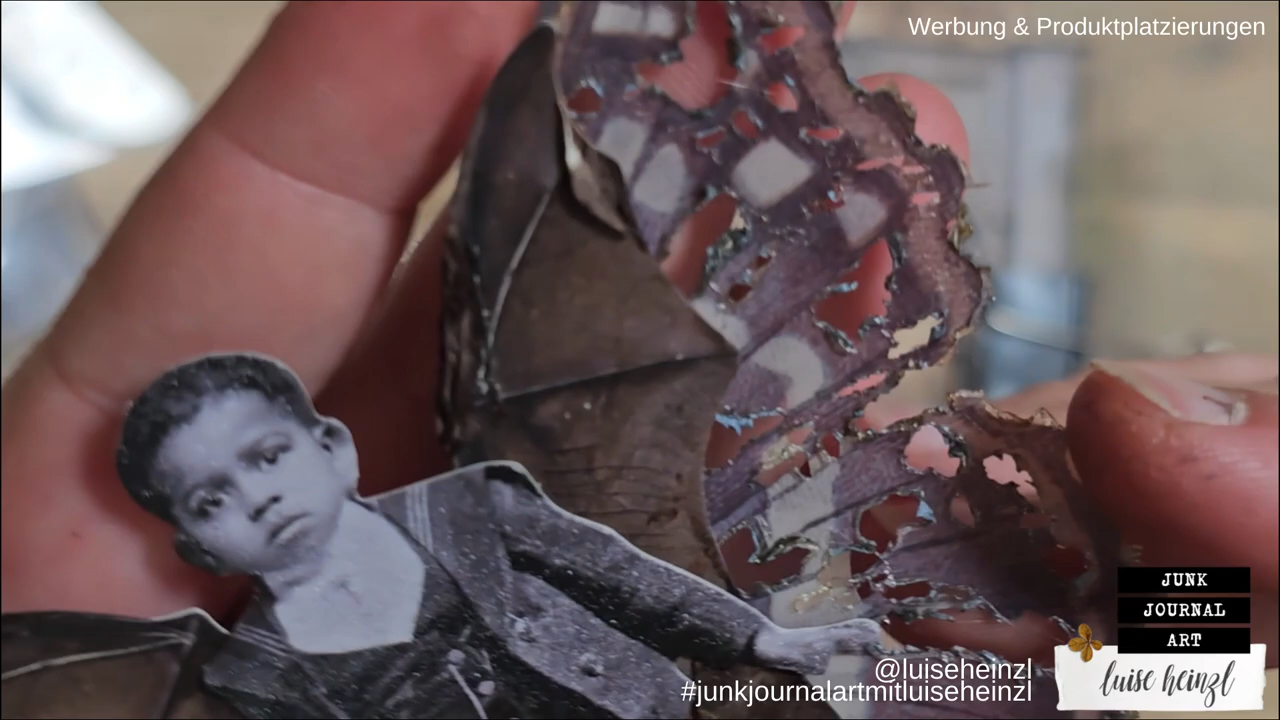 Werbung & Produktplatzierungen
@luiseheinzl
#junkjournalartmitluiseheinzl
JUNK
JOURNAL
ART
luise heinzl